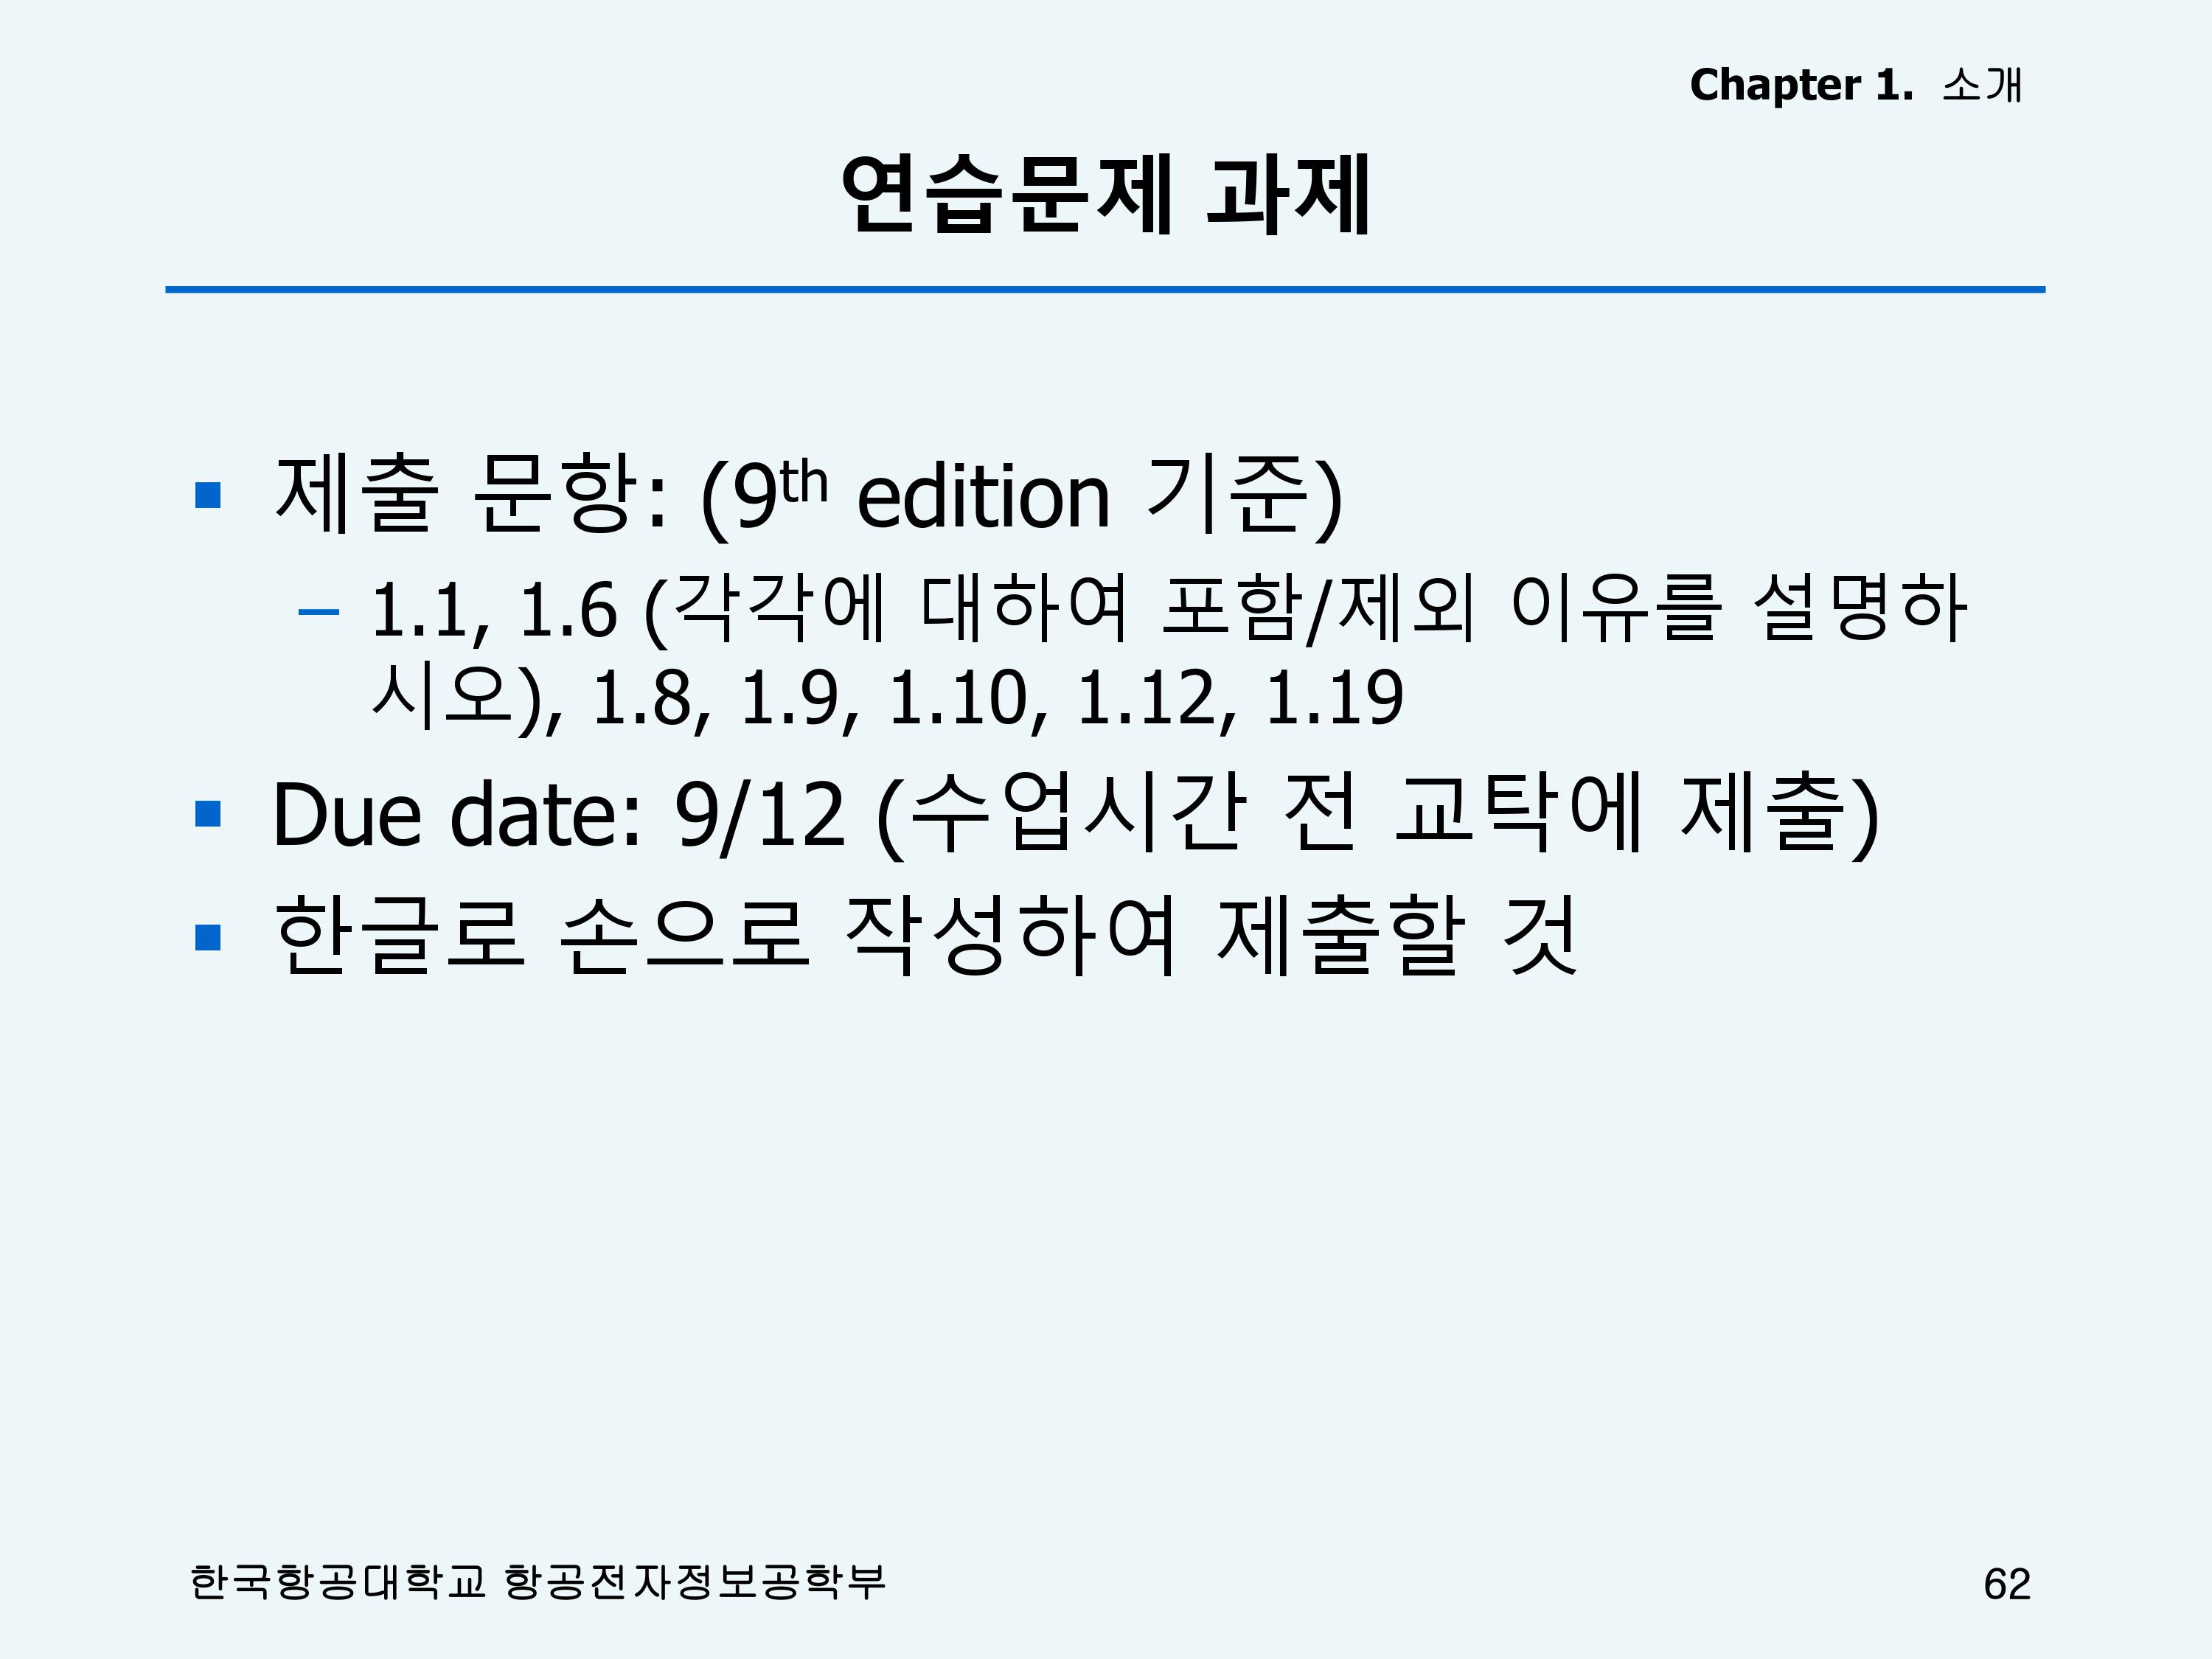 Chapter 1. 소개
연습문제 과제
▪ 제출 문항: (9th edition 기준)
– 1.1, 1.6 (각각에 대하여 포함/제외 이유를 설명하
시오), 1.8, 1.9, 1.10, 1.12, 1.19
▪ Due date: 9/12 (수업시간 전 교탁에 제출)
▪ 한글로 손으로 작성하여 제출할 것
한국항공대학교 항공전자정보공학부
62